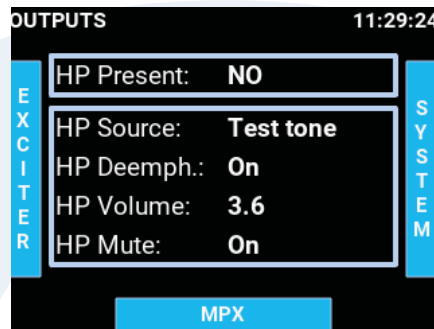 OUTPUTS 11:29:24
EXCITER
HP Present: NO
HP Source: Test tone
HP Deemph.: On
HP Volume: 3.6
HP Mute: On
SYSTEM
MPX